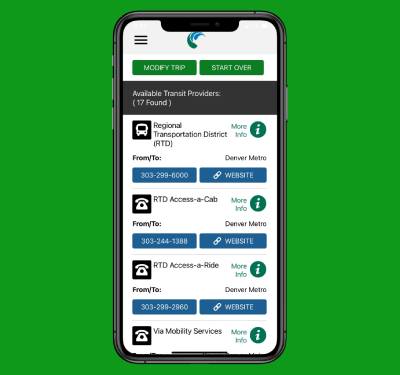 MODIFY TRIP
START OVER
Available Transit Providers:
( 17 Found )
Regional
Transportation District
(RTD)
More
Info
From/To:
Denver Metro
303-299-6000
WEBSITE
RTD Access-a-Cab
More
Info
From/To:
Denver Metro
303-244-1388
WEBSITE
RTD Access-a-Ride
More
Info
From/To:
Denver Metro
303-299-2960
WEBSITE
Via Mobility Services
More
Info